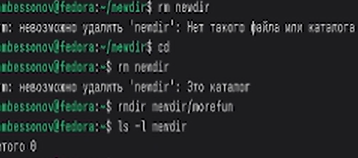 mbessonov@fedora:~/newdir$ rm newdir
m: невозможно удалить 'newdir': Нет такого файла или каталога
mbessonov@fedora:~/newdir$ cd
mbessonov@fedora:~$ rm newdir
m: невозможно удалить 'newdir': Это каталог
mbessonov@fedora:~$ rmdir newdir/morefun
mbessonov@fedora:~$ ls -l newdir
итого 0